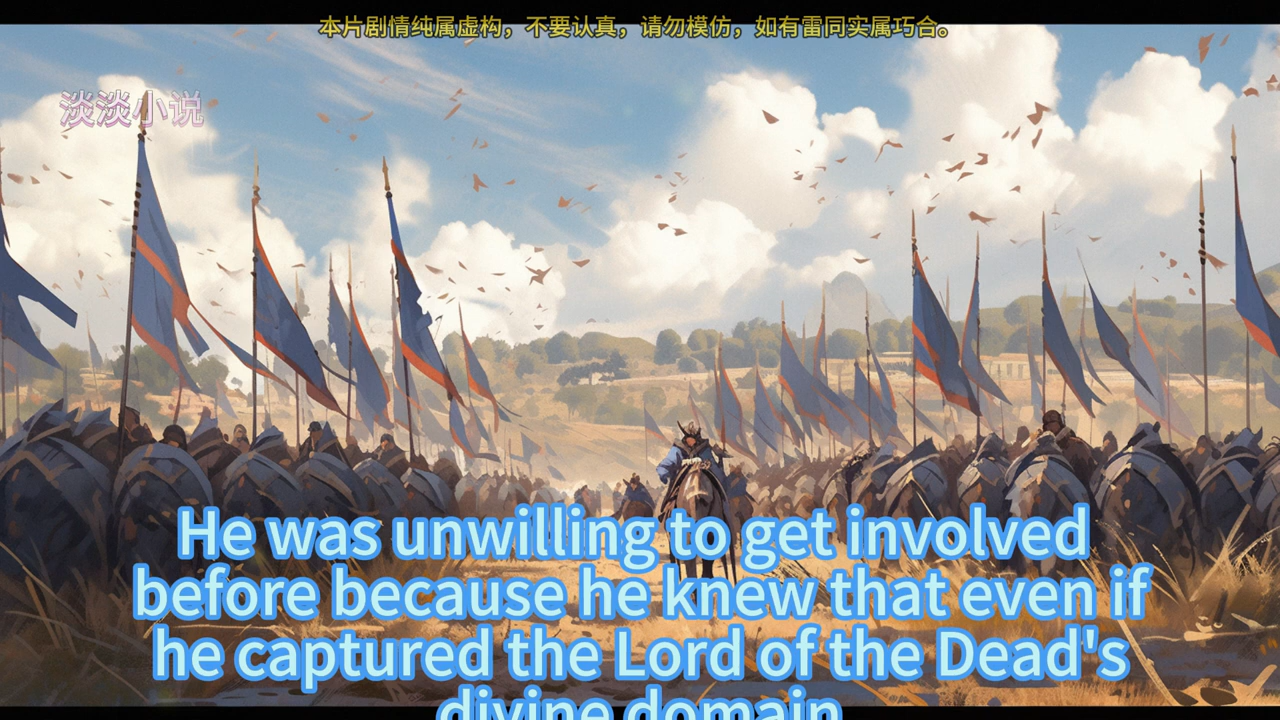 本片剧情纯属虚构，不要认真，请勿模仿，如有雷同实属巧合。
淡淡小说
He was unwilling to get involved
before because he knew that even if
he captured the Lord of the Dead's
divine domain